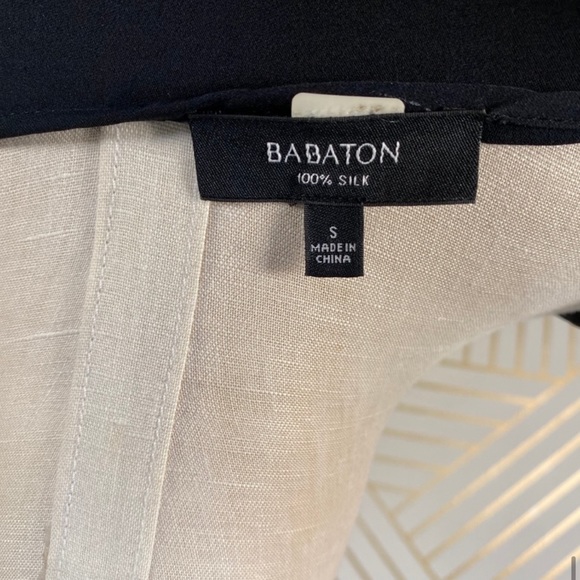 BABATON
100% SILK
S
MADE IN
CHINA